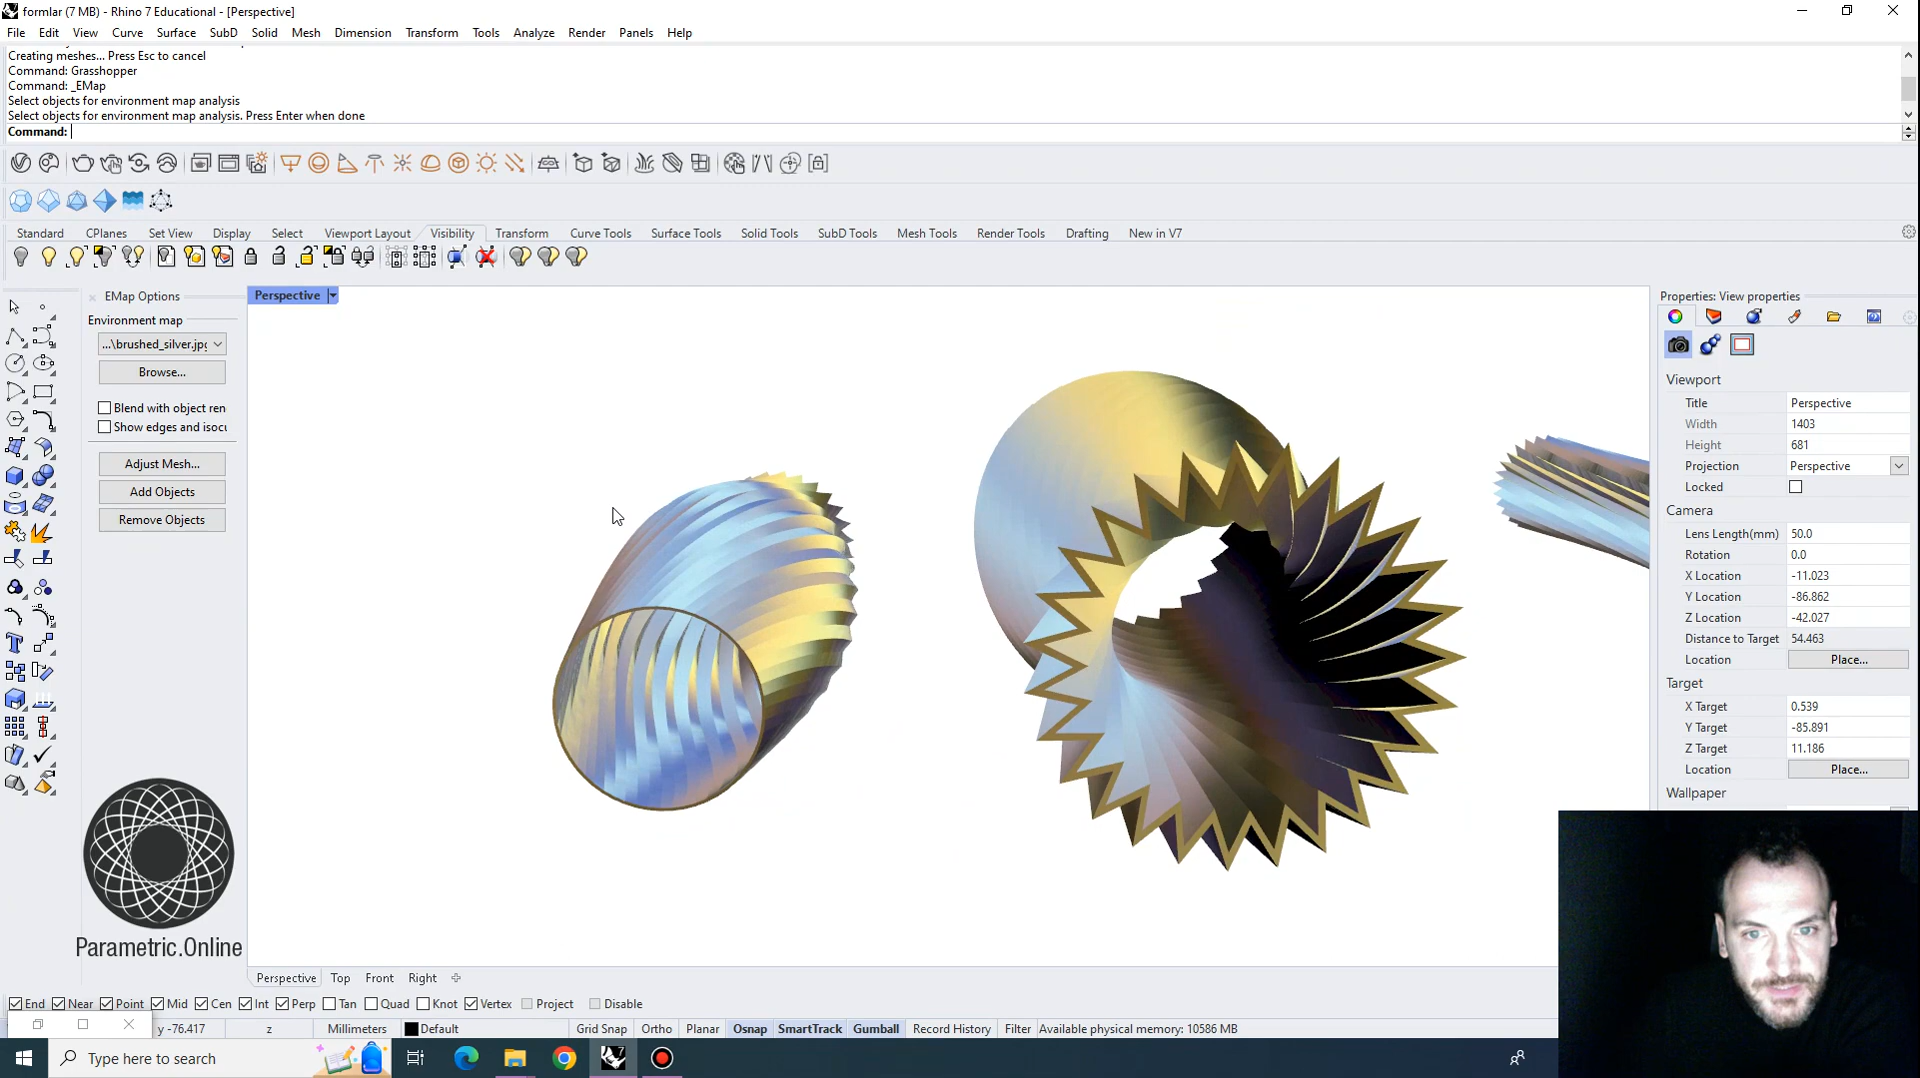 formlar (7 MB) - Rhino 7 Educational - [Perspective]
File Edit View Curve Surface SubD Solid Mesh Dimension Transform Tools Analyze Render Panels Help
Creating meshes... Press Esc to cancel
Command: Grasshopper
Command: _EMap
Select objects for environment map analysis
Select objects for environment map analysis. Press Enter when done
Command:
Standard CPlanes Set View Display Select Viewport Layout Visibility Transform Curve Tools Surface Tools Solid Tools SubD Tools Mesh Tools Render Tools Drafting New in V7
EMap Options
Environment map
...\brushed_silver.jpg
Browse...
Blend with object ren
Show edges and isocu
Adjust Mesh...
Add Objects
Remove Objects
Parametric.Online
Perspective
Properties: View properties
Viewport
Title Perspective
Width 1403
Height 681
Projection Perspective
Locked
Camera
Lens Length(mm) 50.0
Rotation 0.0
X Location -11.023
Y Location -86.862
Z Location -42.027
Distance to Target 54.463
Location Place...
Target
X Target 0.539
Y Target -85.891
Z Target 11.186
Location Place...
Wallpaper
Perspective Top Front Right
End Near Point Mid Cen Int Perp Tan Quad Knot Vertex Project Disable
y -76.417 z Millimeters Default Grid Snap Ortho Planar Osnap SmartTrack Gumball Record History Filter Available physical memory: 10586 MB
Type here to search